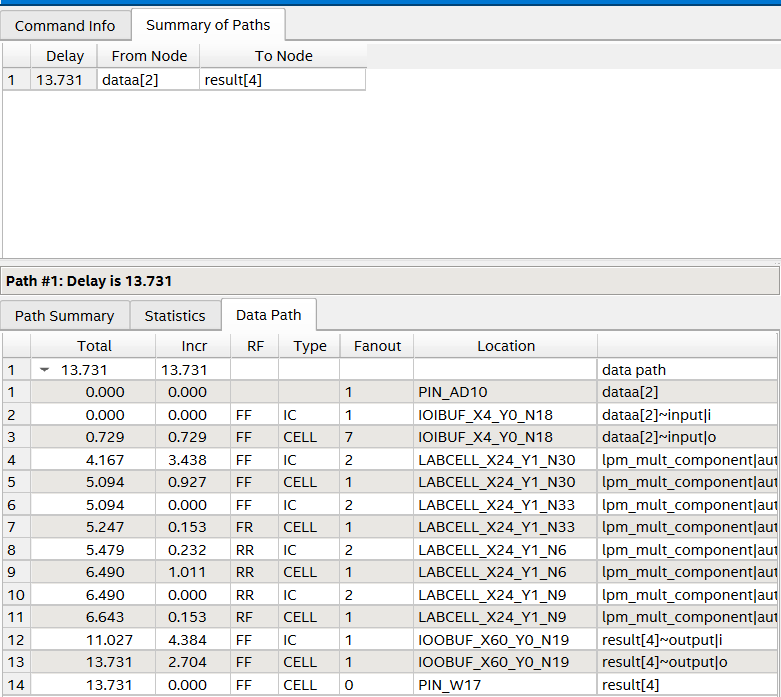 Command Info Summary of Paths
Delay From Node To Node
1 13.731 dataa[2] result[4]
Path #1: Delay is 13.731
Path Summary Statistics Data Path
Total Incr RF Type Fanout Location
1 13.731 13.731 data path
1 0.000 0.000 1 PIN_AD10 dataa[2]
2 0.000 0.000 FF IC 1 IOIBUF_X4_Y0_N18 dataa[2]~input|i
3 0.729 0.729 FF CELL 7 IOIBUF_X4_Y0_N18 dataa[2]~input|o
4 4.167 3.438 FF IC 2 LABCELL_X24_Y1_N30 lpm_mult_component|aut
5 5.094 0.927 FF CELL 1 LABCELL_X24_Y1_N30 lpm_mult_component|aut
6 5.094 0.000 FF IC 2 LABCELL_X24_Y1_N33 lpm_mult_component|aut
7 5.247 0.153 FR CELL 1 LABCELL_X24_Y1_N33 lpm_mult_component|aut
8 5.479 0.232 RR IC 2 LABCELL_X24_Y1_N6 lpm_mult_component|aut
9 6.490 1.011 RR CELL 1 LABCELL_X24_Y1_N6 lpm_mult_component|aut
10 6.490 0.000 RR IC 2 LABCELL_X24_Y1_N9 lpm_mult_component|aut
11 6.643 0.153 RF CELL 1 LABCELL_X24_Y1_N9 lpm_mult_component|aut
12 11.027 4.384 FF IC 1 IOOBUF_X60_Y0_N19 result[4]~output|i
13 13.731 2.704 FF CELL 1 IOOBUF_X60_Y0_N19 result[4]~output|o
14 13.731 0.000 FF CELL 0 PIN_W17 result[4]